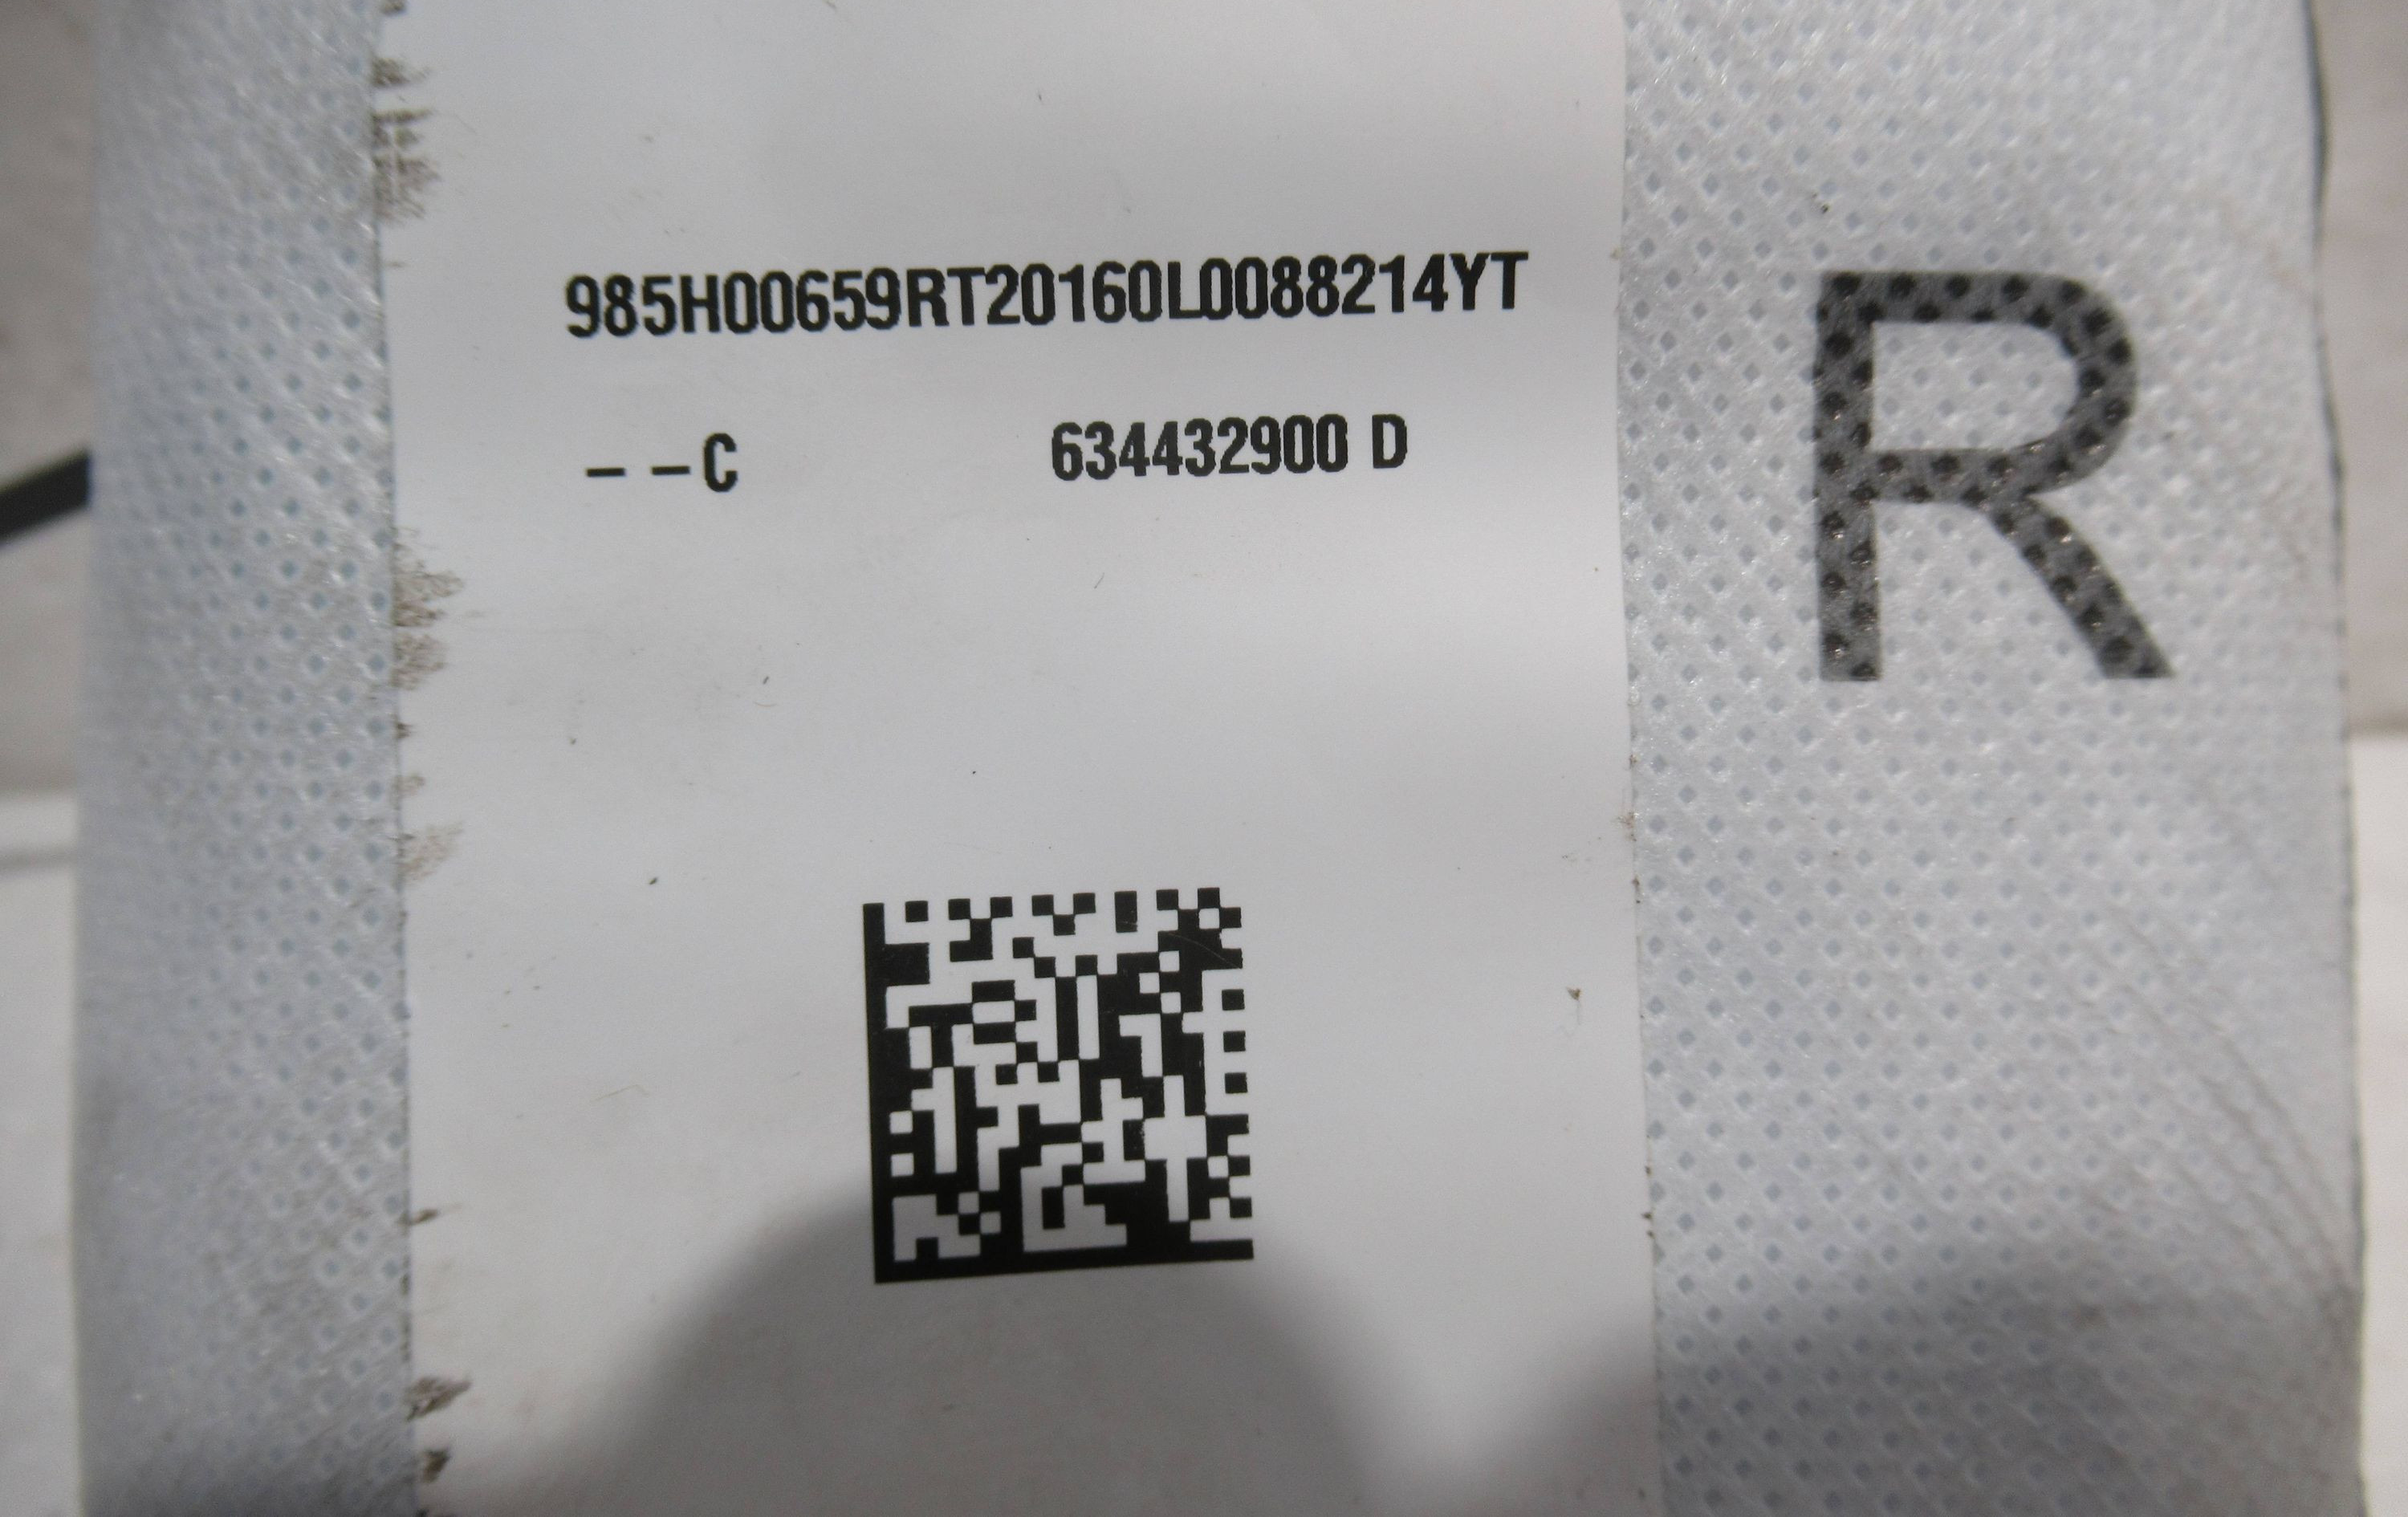 985H00659RT20160L0088214YT
R
– –C 634432900 D